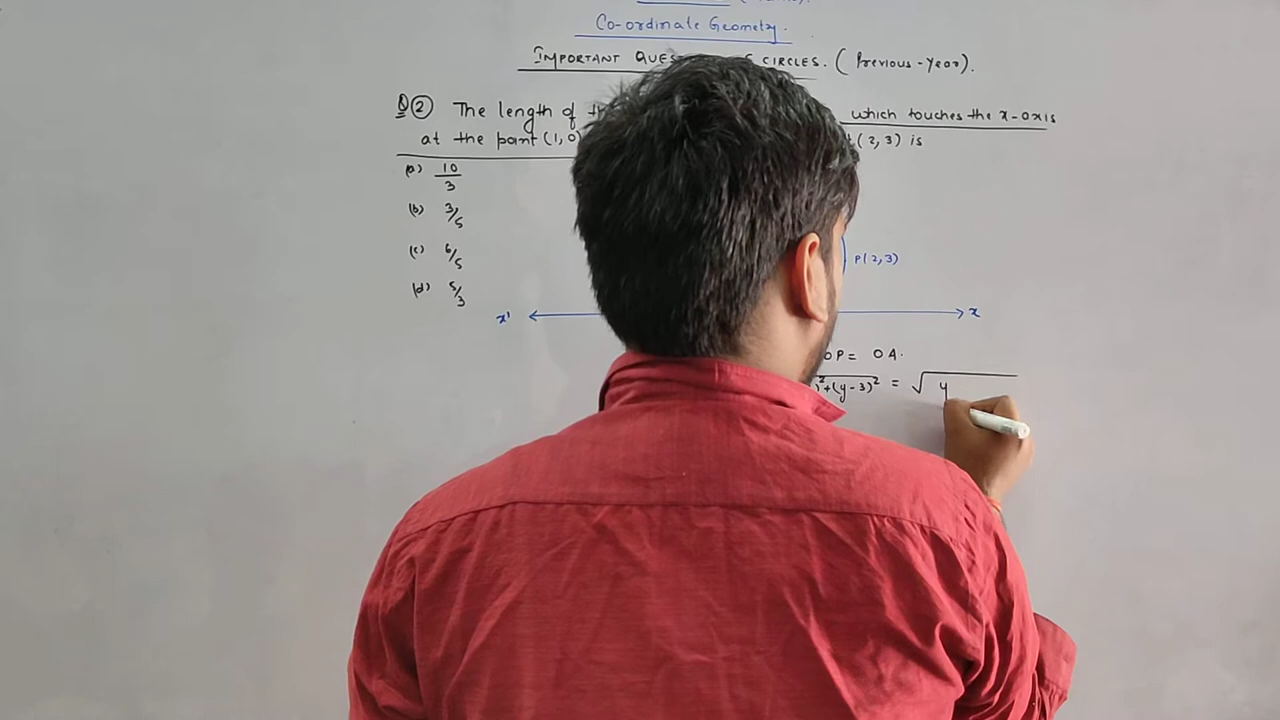 Co-ordinate Geometry.
IMPORTANT CIRCLES. (Previous-Year).
Q② The length of which touches the x-axis
at the point (1,0) (2,3) is
(a) 10/3
(b) 3/5
(c) 6/5
(d) 5/3
P(2,3)
x' x
OP = OA.
)²+(y-3)² = √ y